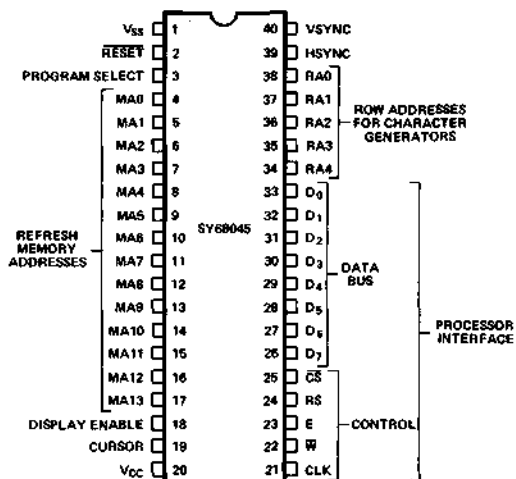 VSS 1 40 VSYNC
RESET 2 39 HSYNC
PROGRAM SELECT 3 38 RA0
MA0 4 37 RA1
MA1 5 36 RA2
MA2 6 35 RA3
MA3 7 34 RA4
ROW ADDRESSES
FOR CHARACTER
GENERATORS
MA4 8 33 D0
MA5 9 32 D1
MA6 10 SY68045 31 D2
MA7 11 30 D3
MA8 12 29 D4
MA9 13 28 D5
MA10 14 27 D6
MA11 15 26 D7
REFRESH
MEMORY
ADDRESSES
DATA
BUS
MA12 16 25 CS
MA13 17 24 RS
DISPLAY ENABLE 18 23 E
CURSOR 19 22 W
VCC 20 21 CLK
CONTROL
PROCESSOR
INTERFACE